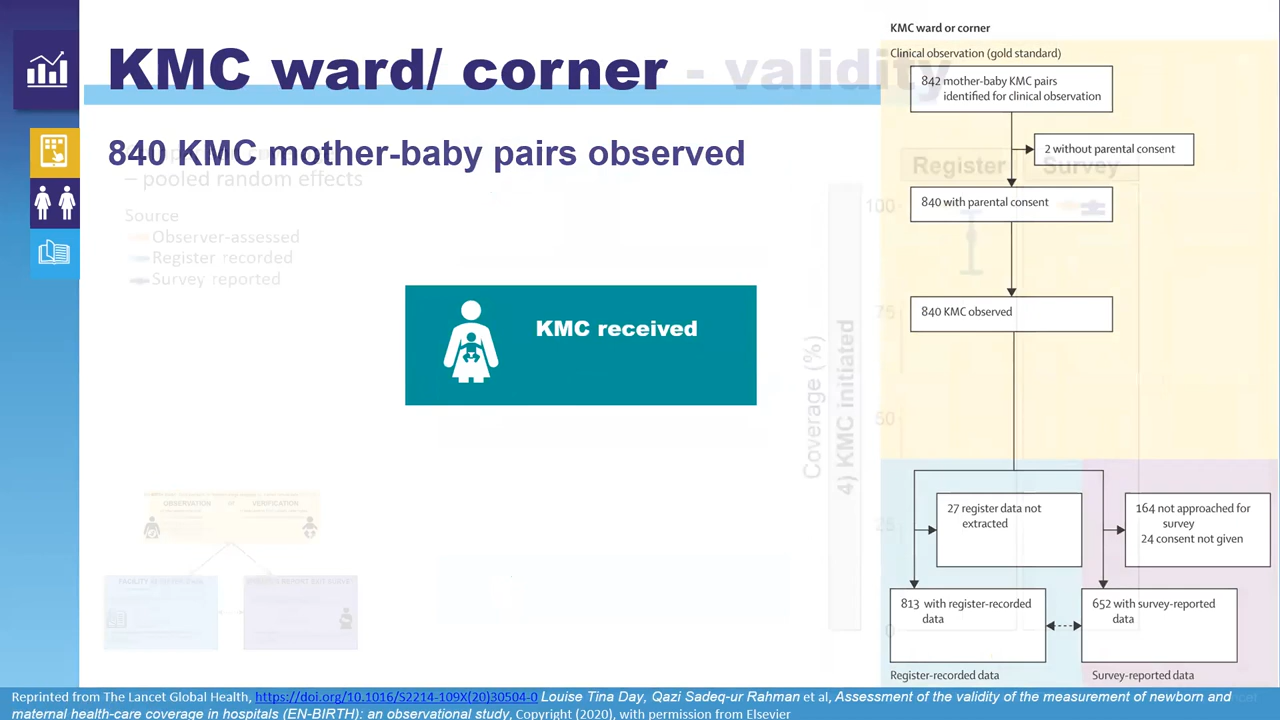 KMC ward/ corner - validity
840 KMC mother-baby pairs observed
– pooled random effects
Source
Observer-assessed
Register recorded
Survey reported
KMC received
OBSERVATION or VERIFICATION
Coverage (%)
4) KMC initiated
Register
Survey
100
75
50
25
0
KMC ward or corner
Clinical observation (gold standard)
842 mother-baby KMC pairs
identified for clinical observation
2 without parental consent
840 with parental consent
840 KMC observed
27 register data not
extracted
164 not approached for
survey
24 consent not given
813 with register-recorded
data
652 with survey-reported
data
Register-recorded data
Survey-reported data
Reprinted from The Lancet Global Health, https://doi.org/10.1016/S2214-109X(20)30504-0 Louise Tina Day, Qazi Sadeq-ur Rahman et al, Assessment of the validity of the measurement of newborn and
maternal health-care coverage in hospitals (EN-BIRTH): an observational study, Copyright (2020), with permission from Elsevier